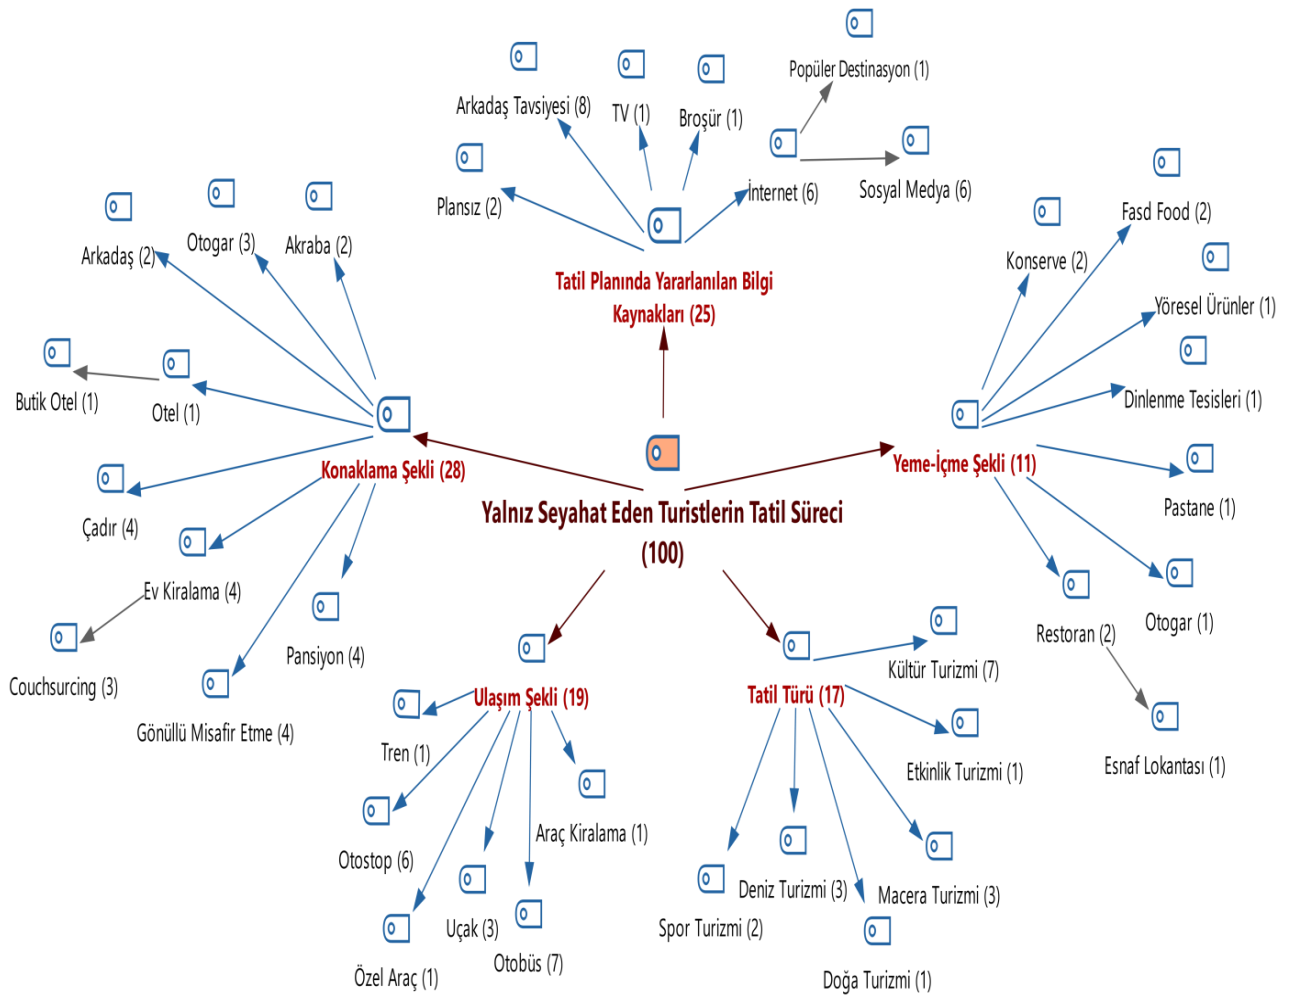 Popüler Destinasyon (1)
Arkadaş Tavsiyesi (8)
TV (1)
Broşür (1)
Plansız (2)
İnternet (6)
Sosyal Medya (6)
Tatil Planında Yararlanılan Bilgi
Kaynakları (25)
Arkadaş (2)
Otogar (3)
Akraba (2)
Butik Otel (1)
Otel (1)
Konaklama Şekli (28)
Çadır (4)
Ev Kiralama (4)
Couchsurcing (3)
Pansiyon (4)
Gönüllü Misafir Etme (4)
Fasd Food (2)
Konserve (2)
Yöresel Ürünler (1)
Dinlenme Tesisleri (1)
Yeme-İçme Şekli (11)
Pastane (1)
Otogar (1)
Restoran (2)
Esnaf Lokantası (1)
Yalnız Seyahat Eden Turistlerin Tatil Süreci
(100)
Ulaşım Şekli (19)
Tren (1)
Otostop (6)
Özel Araç (1)
Uçak (3)
Otobüs (7)
Araç Kiralama (1)
Tatil Türü (17)
Kültür Turizmi (7)
Etkinlik Turizmi (1)
Macera Turizmi (3)
Deniz Turizmi (3)
Spor Turizmi (2)
Doğa Turizmi (1)